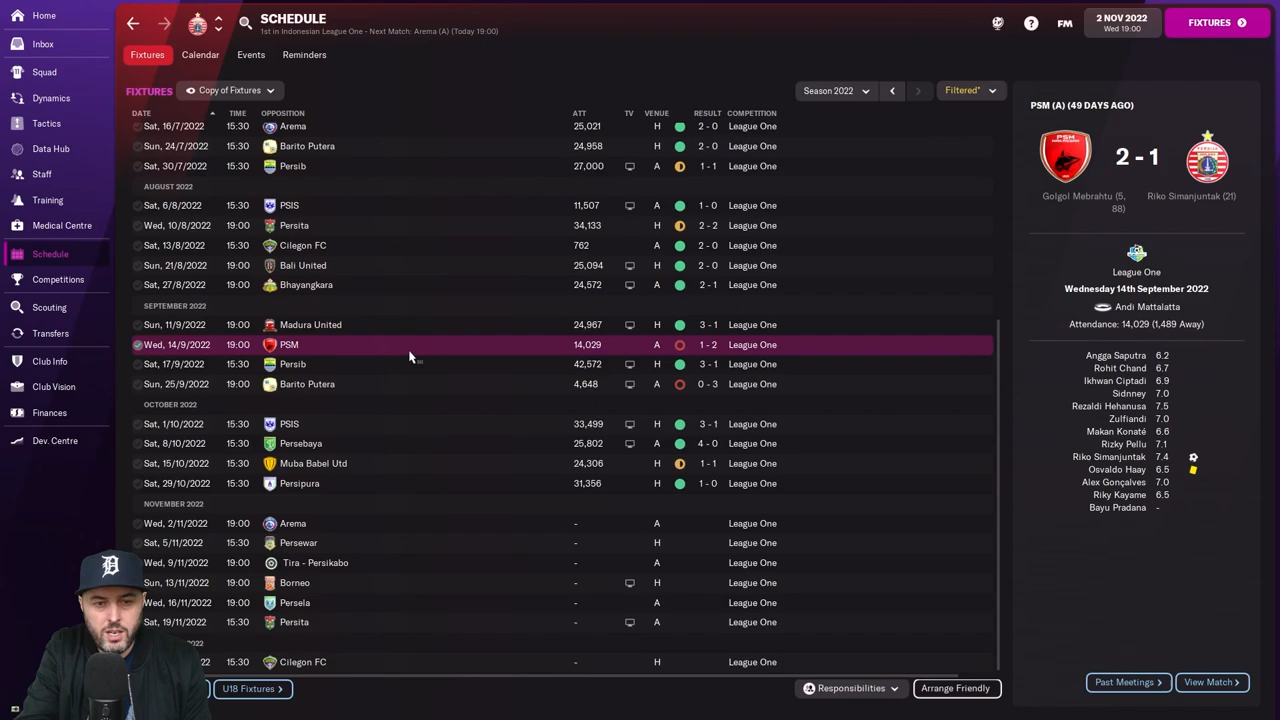 Home
Inbox
Squad
Dynamics
Tactics
Data Hub
Staff
Training
Medical Centre
Schedule
Competitions
Scouting
Transfers
Club Info
Club Vision
Finances
Dev. Centre
SCHEDULE
1st in Indonesian League One - Next Match: Arema (A) (Today 19:00)
FM
2 NOV 2022
Wed 19:00
FIXTURES
Fixtures Calendar Events Reminders
FIXTURES Copy of Fixtures Season 2022 Filtered*
DATE TIME OPPOSITION ATT TV VENUE RESULT COMPETITION
Sat, 16/7/2022 15:30 Arema 25,021 H 2 - 0 League One
Sun, 24/7/2022 15:30 Barito Putera 24,958 H 2 - 0 League One
Sat, 30/7/2022 15:30 Persib 27,000 A 1 - 1 League One
AUGUST 2022
Sat, 6/8/2022 15:30 PSIS 11,507 A 1 - 0 League One
Wed, 10/8/2022 19:00 Persita 34,133 H 2 - 2 League One
Sat, 13/8/2022 15:30 Cilegon FC 762 A 2 - 0 League One
Sun, 21/8/2022 19:00 Bali United 25,094 H 2 - 0 League One
Sat, 27/8/2022 19:00 Bhayangkara 24,572 H 2 - 1 League One
SEPTEMBER 2022
Sun, 11/9/2022 19:00 Madura United 24,967 H 3 - 1 League One
Wed, 14/9/2022 19:00 PSM 14,029 A 1 - 2 League One
Sat, 17/9/2022 15:30 Persib 42,572 H 3 - 1 League One
Sun, 25/9/2022 19:00 Barito Putera 4,648 A 0 - 3 League One
OCTOBER 2022
Sat, 1/10/2022 15:30 PSIS 33,499 H 3 - 1 League One
Sat, 8/10/2022 15:30 Persebaya 25,802 A 4 - 0 League One
Sat, 15/10/2022 15:30 Muba Babel Utd 24,306 H 1 - 1 League One
Sat, 29/10/2022 15:30 Persipura 31,356 H 1 - 0 League One
NOVEMBER 2022
Wed, 2/11/2022 19:00 Arema - A League One
Sat, 5/11/2022 15:30 Persewar - H League One
Wed, 9/11/2022 19:00 Tira - Persikabo - A League One
Sun, 13/11/2022 19:00 Borneo - H League One
Wed, 16/11/2022 19:00 Persela - A League One
Sat, 19/11/2022 15:30 Persita - A League One
15:30 Cilegon FC - H League One
U18 Fixtures Responsibilities Arrange Friendly
PSM (A) (49 DAYS AGO)
PSM
2 - 1
Golgol Mebrahtu (5, 88)
Riko Simanjuntak (21)
League One
Wednesday 14th September 2022
Andi Mattalatta
Attendance: 14,029 (1,489 Away)
Angga Saputra 6.2
Rohit Chand 6.7
Ikhwan Ciptadi 6.9
Sidnney 7.0
Rezaldi Hehanusa 7.5
Zulfiandi 7.0
Makan Konaté 6.6
Rizky Pellu 7.1
Riko Simanjuntak 7.4
Osvaldo Haay 6.5
Alex Gonçalves 7.0
Riky Kayame 6.5
Bayu Pradana -
Past Meetings View Match